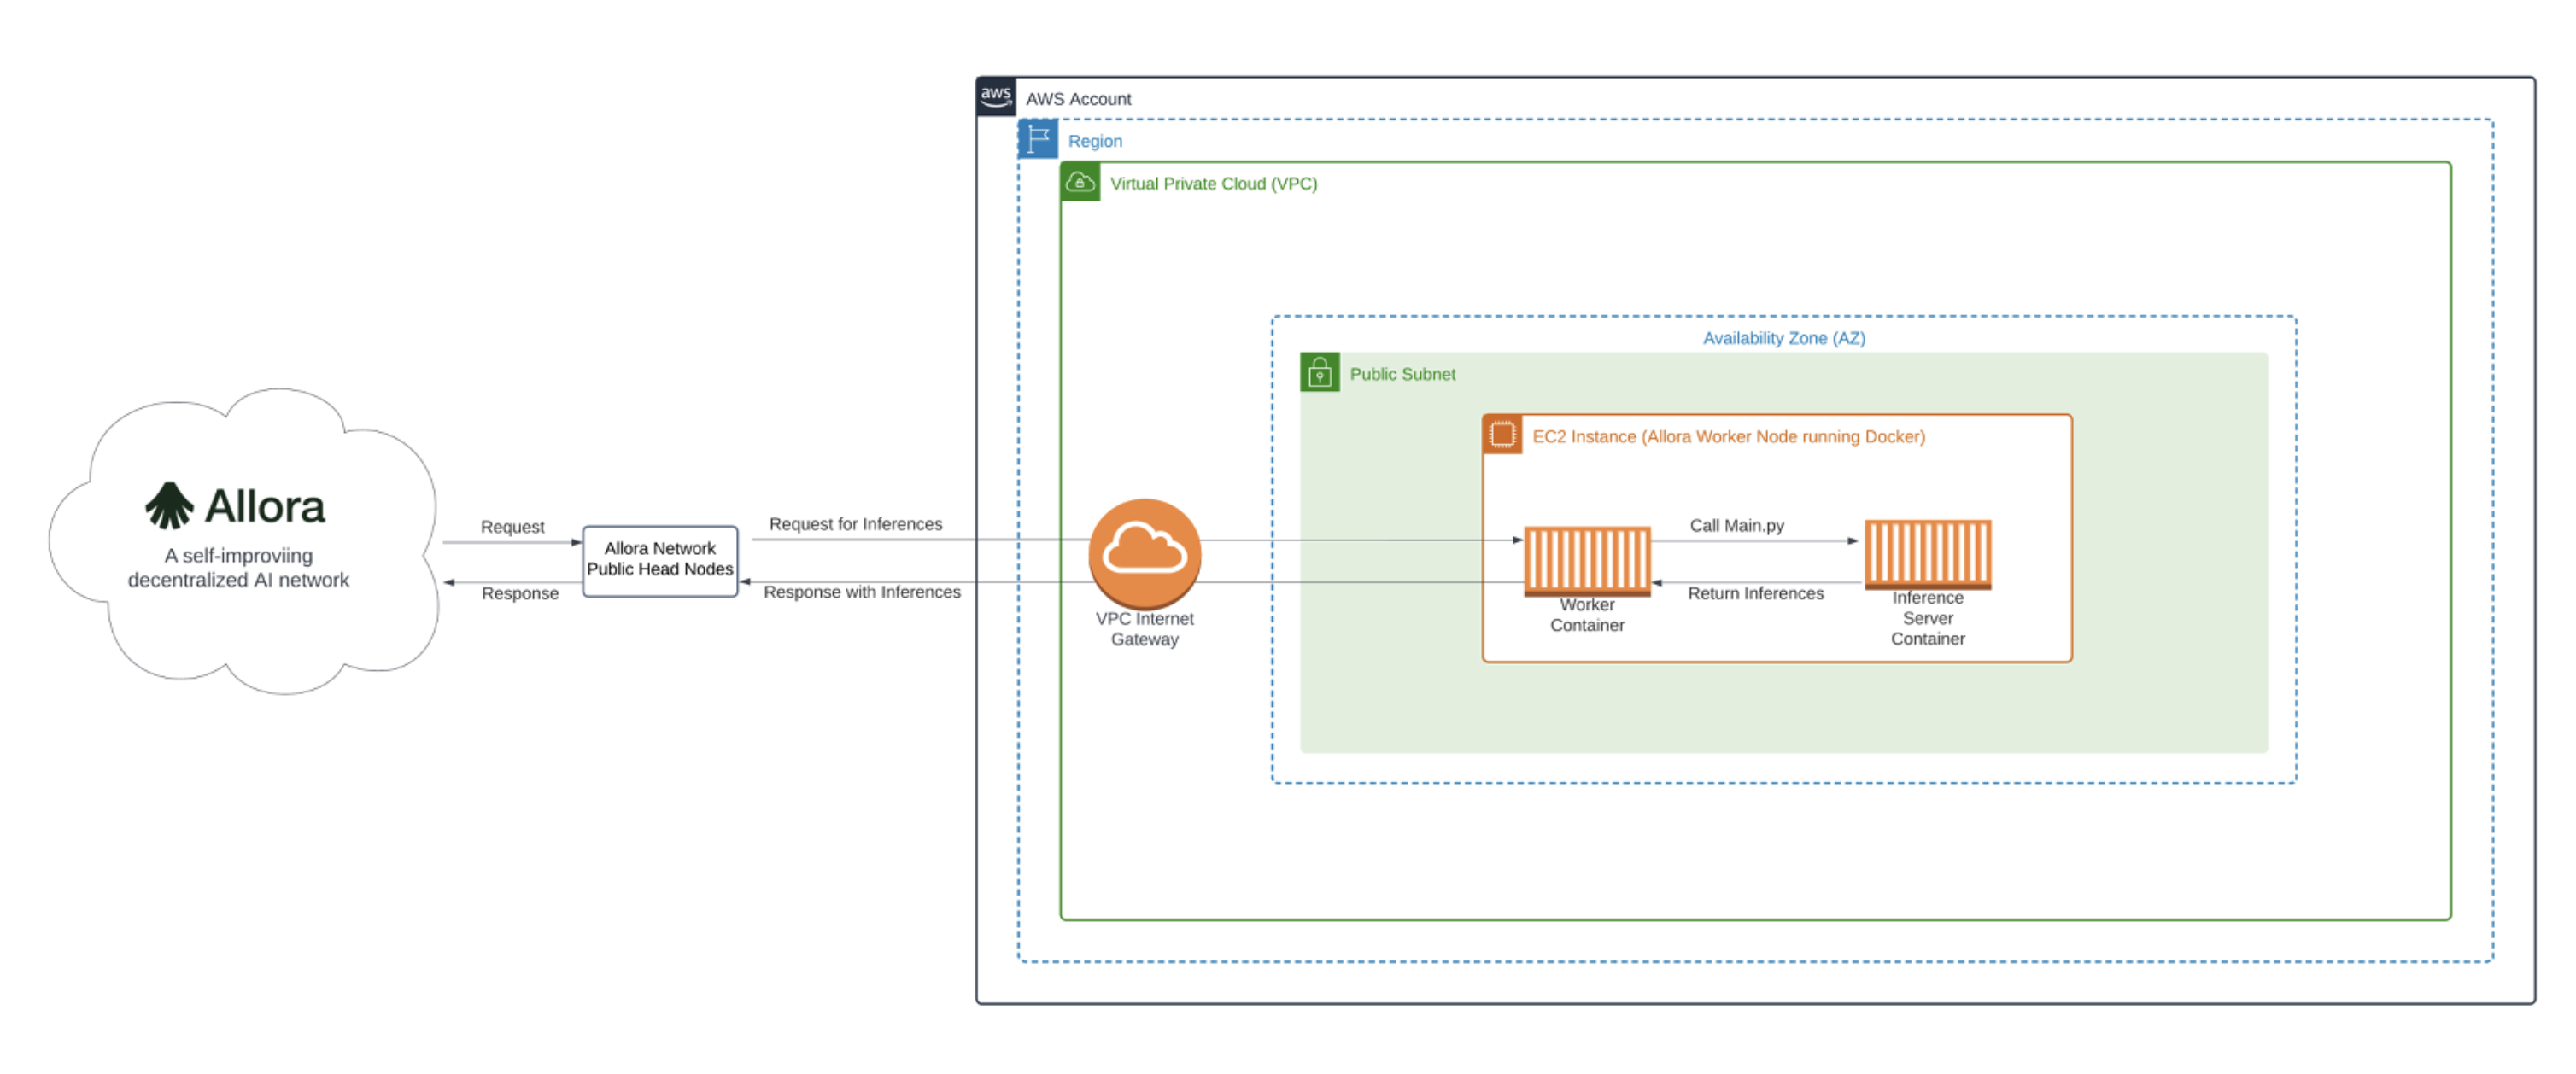 aws
AWS Account
Region
Virtual Private Cloud (VPC)
Availability Zone (AZ)
Public Subnet
EC2 Instance (Allora Worker Node running Docker)
Allora
A self-improviing
decentralized AI network
Request
Response
Allora Network
Public Head Nodes
Request for Inferences
Response with Inferences
VPC Internet
Gateway
Worker
Container
Call Main.py
Return Inferences
Inference
Server
Container